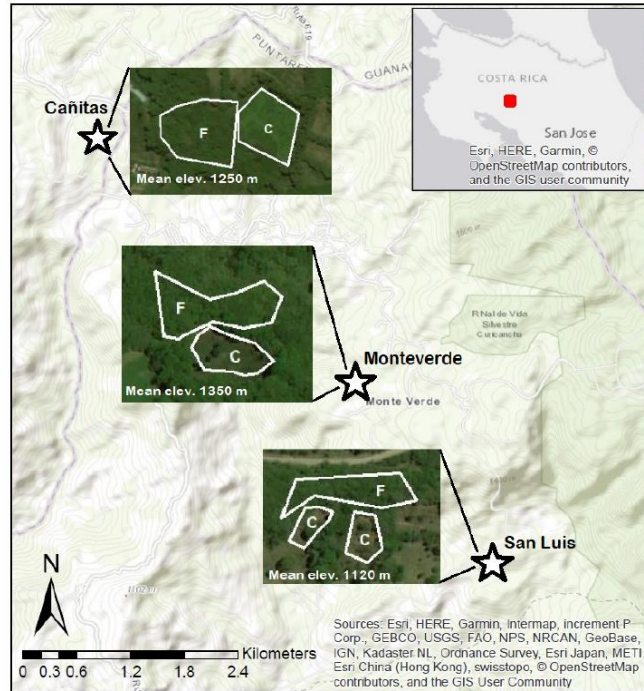 PUNTARE
GUANAC
Cañitas
F
C
Mean elev. 1250 m
COSTA RICA
San Jose
Esri, HERE, Garmin, ©
OpenStreetMap contributors,
and the GIS user community
F
C
Mean elev. 1350 m
Monteverde
Monte Verde
R.Nal de Vida
Silvestre
Curicancha
F
C
C
Mean elev. 1120 m
San Luis
N
Kilometers
0 0.3 0.6 1.2 1.8 2.4
Sources: Esri, HERE, Garmin, Intermap, increment P
Corp., GEBCO, USGS, FAO, NPS, NRCAN, GeoBase,
IGN, Kadaster NL, Ordnance Survey, Esri Japan, METI
Esri China (Hong Kong), swisstopo, © OpenStreetMap
contributors, and the GIS User Community